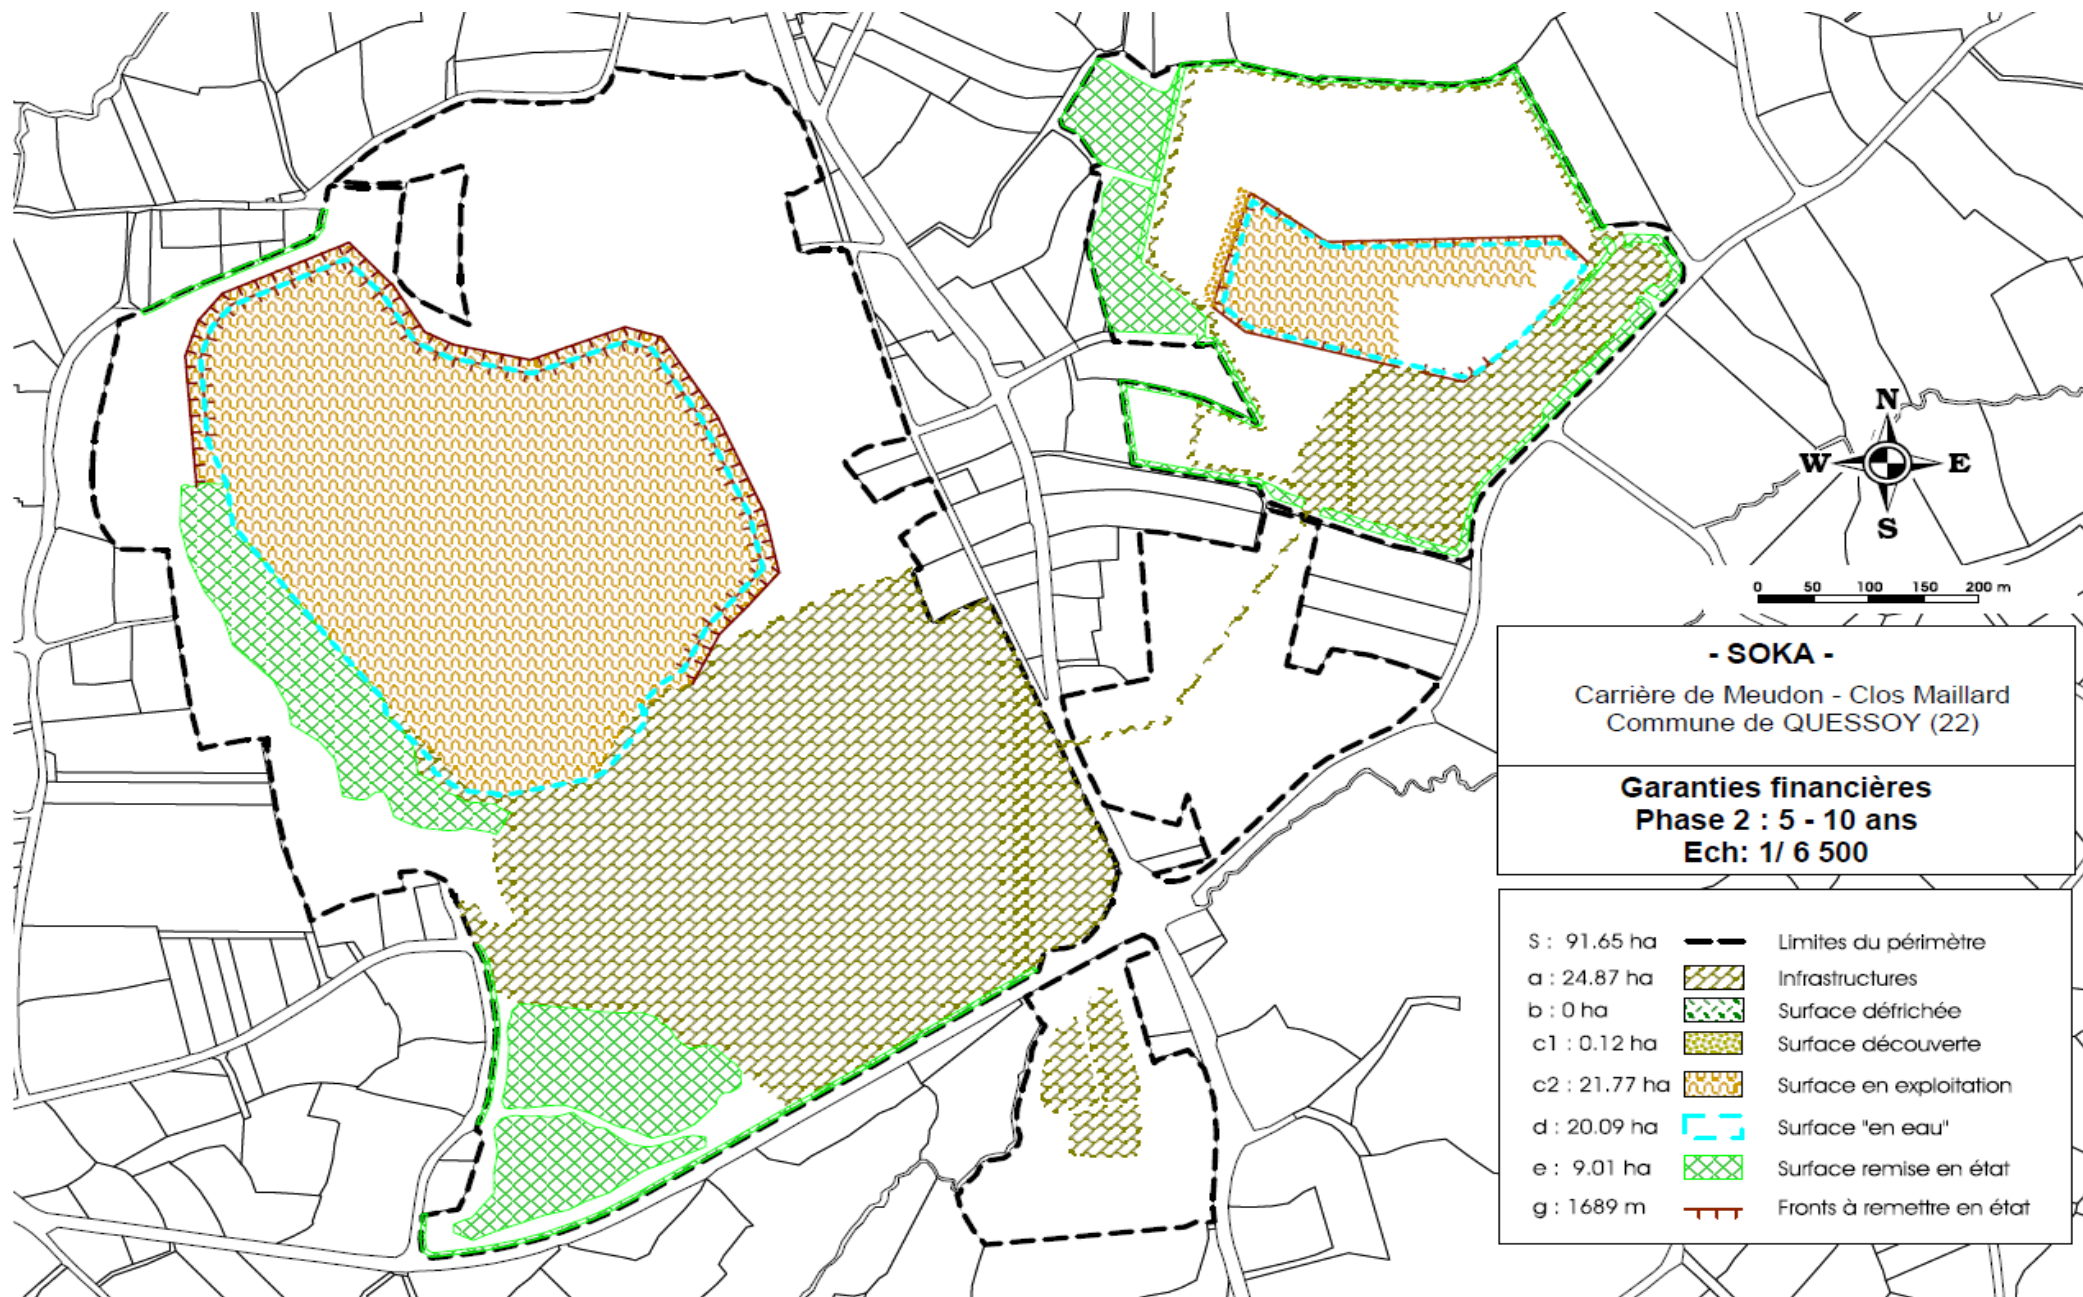 N
W E
S
0 50 100 150 200 m
- SOKA -
Carrière de Meudon - Clos Maillard
Commune de QUESSOY (22)
Garanties financières
Phase 2 : 5 - 10 ans
Ech: 1/ 6 500
S : 91.65 ha Limites du périmètre
a : 24.87 ha Infrastructures
b : 0 ha Surface défrichée
c1 : 0.12 ha Surface découverte
c2 : 21.77 ha Surface en exploitation
d : 20.09 ha Surface "en eau"
e : 9.01 ha Surface remise en état
g : 1689 m Fronts à remettre en état